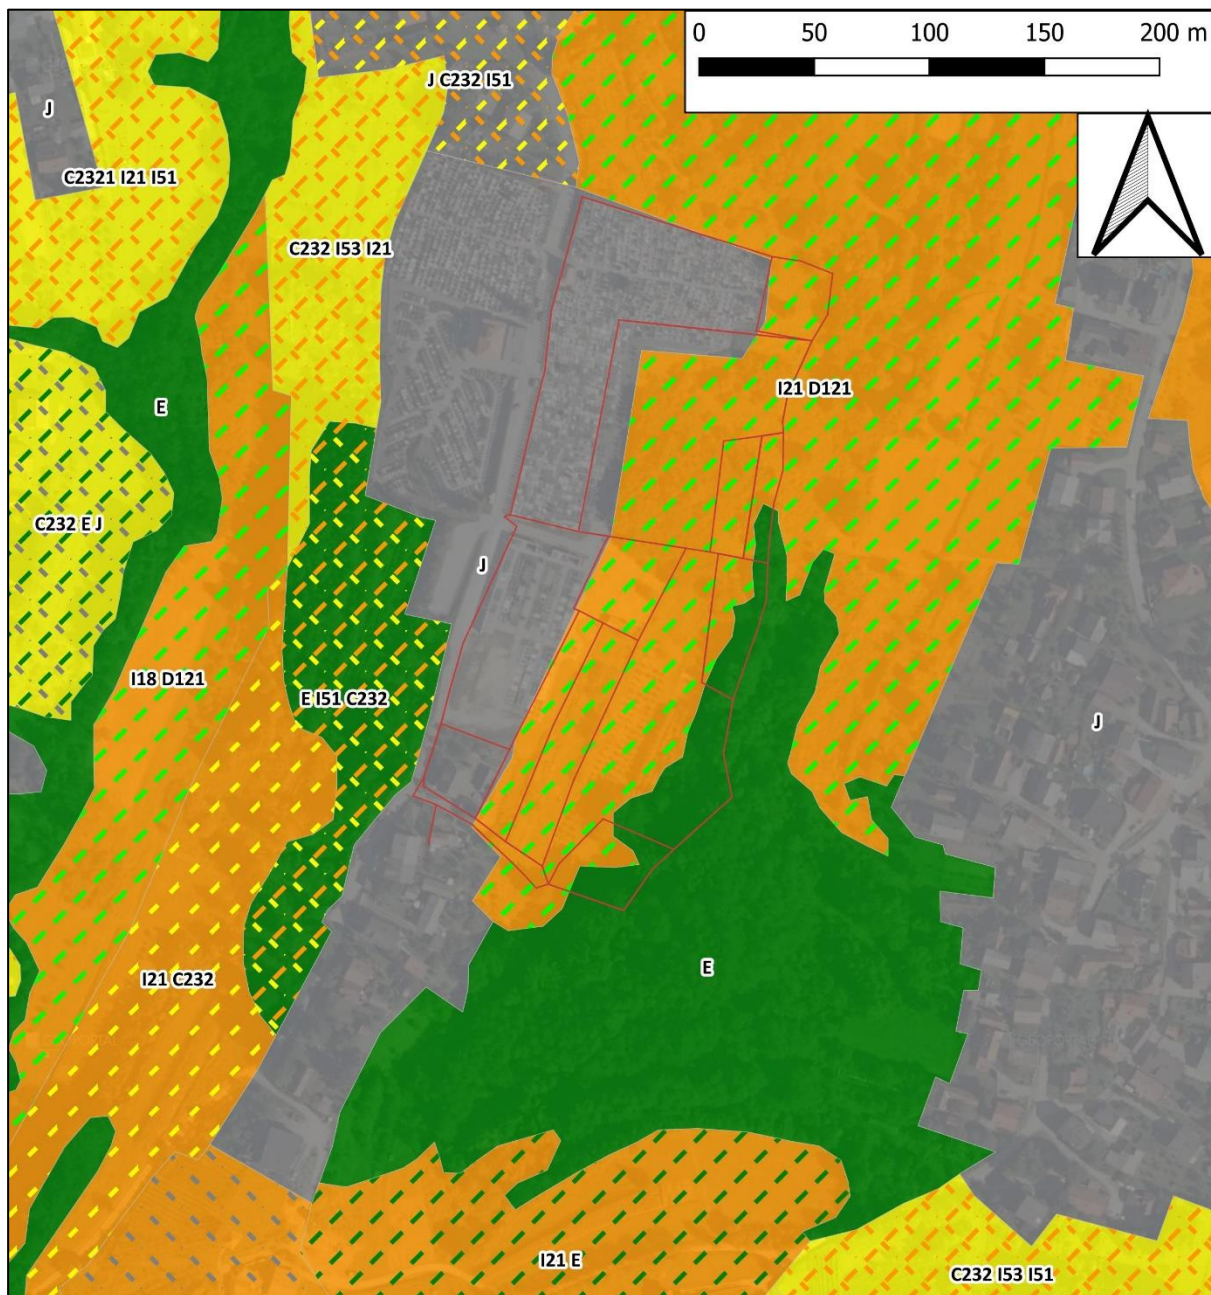 0 50 100 150 200 m
J C232 I51
J
C2321 I21 I51
C232 I53 I21
I21 D121
E
C232 E J
J
I18 D121
E I51 C232
J
E
I21 C232
I21 E
C232 I53 I51